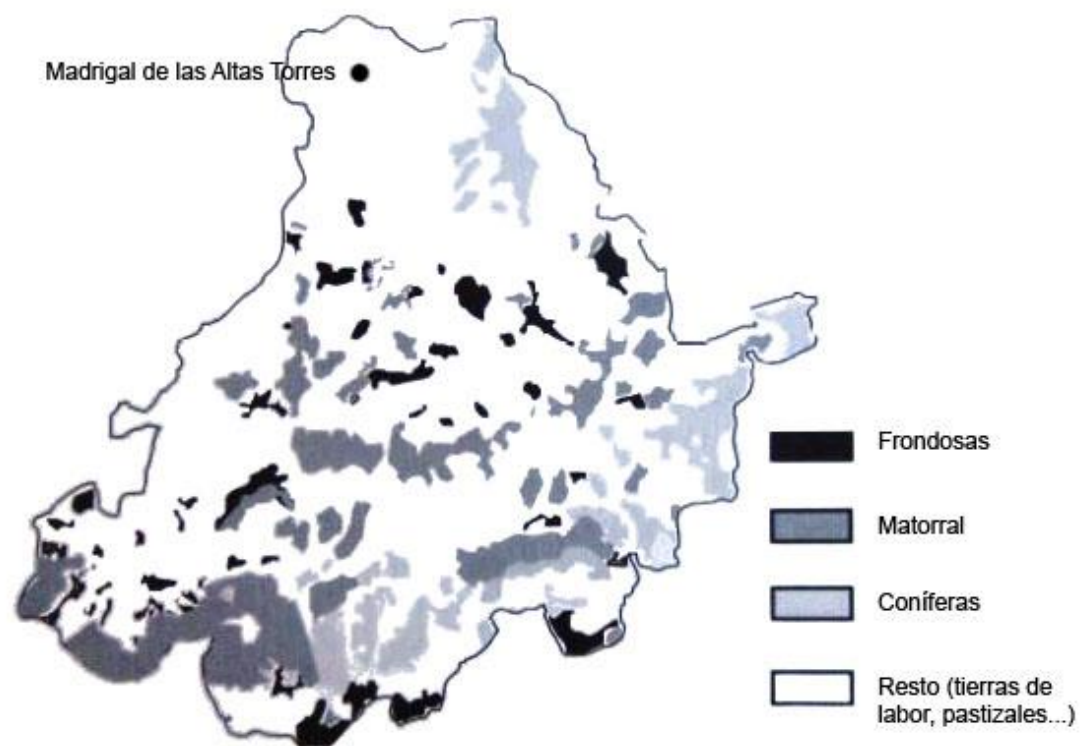 Madrigal de las Altas Torres
Frondosas
Matorral
Coníferas
Resto (tierras de
labor, pastizales...)